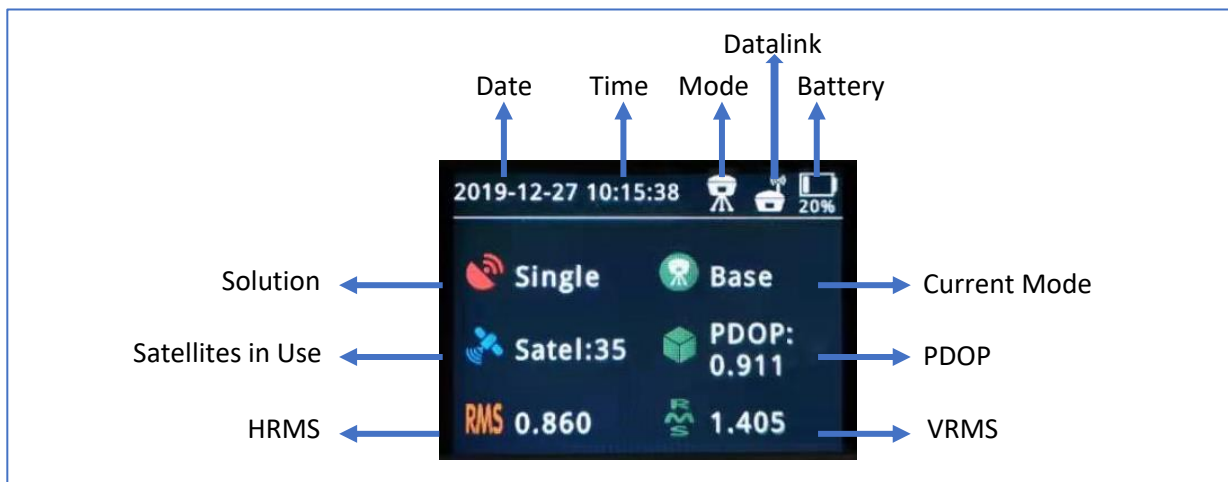 Datalink
Date Time Mode Battery
2019-12-27 10:15:38
20%
Solution Single Base Current Mode
Satellites in Use Satel:35 PDOP:
0.911 PDOP
HRMS RMS 0.860 RMS 1.405 VRMS